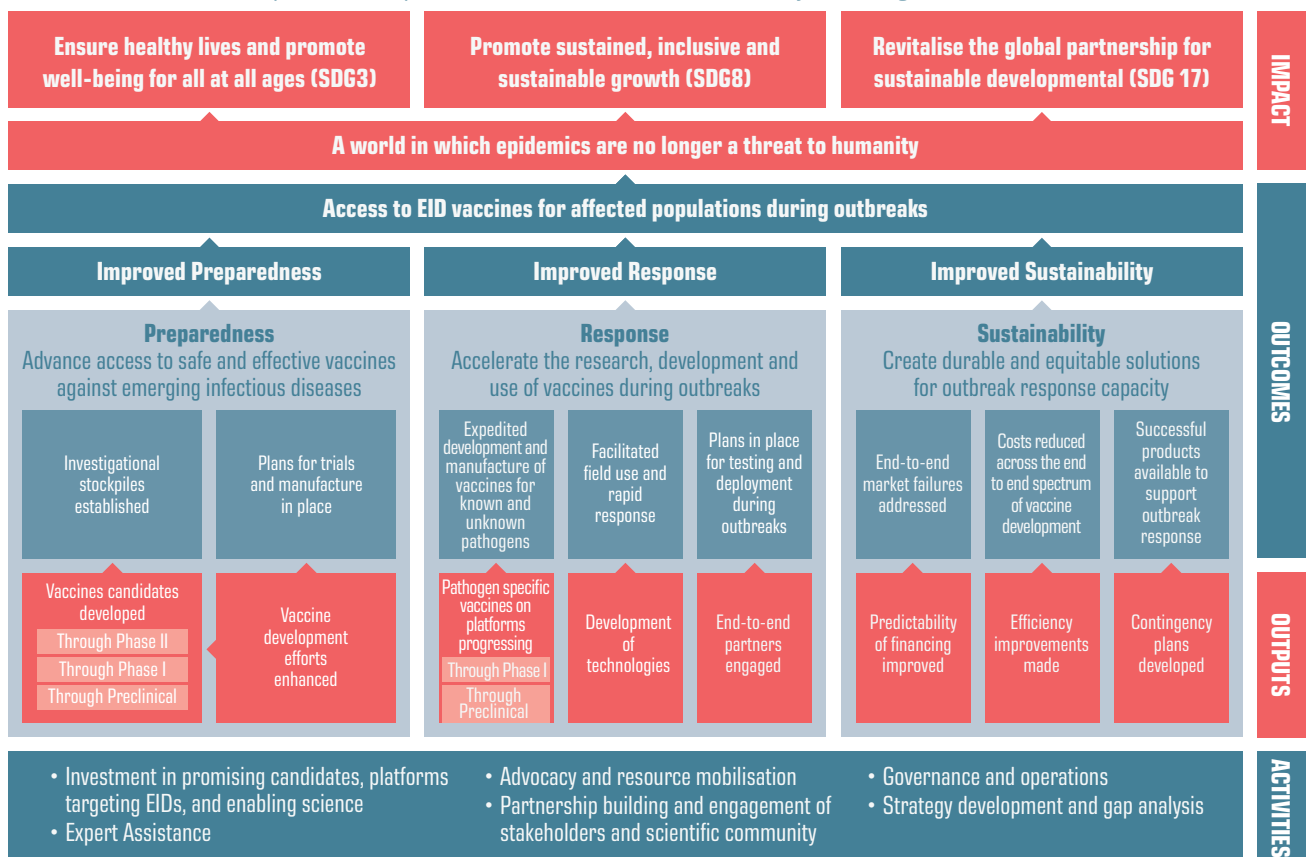 Ensure healthy lives and promote
well-being for all at all ages (SDG3)
Promote sustained, inclusive and
sustainable growth (SDG8)
Revitalise the global partnership for
sustainable developmental (SDG 17)
IMPACT
A world in which epidemics are no longer a threat to humanity
Access to EID vaccines for affected populations during outbreaks
Improved Preparedness
Improved Response
Improved Sustainability
OUTCOMES
Preparedness
Advance access to safe and effective vaccines
against emerging infectious diseases
Investigational
stockpiles
established
Plans for trials
and manufacture
in place
Response
Accelerate the research, development and
use of vaccines during outbreaks
Expedited
development and
manufacture of
vaccines for
known and
unknown
pathogens
Facilitated
field use and
rapid
response
Plans in place
for testing and
deployment
during
outbreaks
Sustainability
Create durable and equitable solutions
for outbreak response capacity
End-to-end
market failures
addressed
Costs reduced
across the end
to end spectrum
of vaccine
development
Successful
products
available to
support
outbreak
response
Vaccines candidates
developed
Through Phase II
Through Phase I
Through Preclinical
Vaccine
development
efforts
enhanced
Pathogen specific
vaccines on
platforms
progressing
Through Phase I
Through
Preclinical
Development
of
technologies
End-to-end
partners
engaged
Predictability
of financing
improved
Efficiency
improvements
made
Contingency
plans
developed
OUTPUTS
• Investment in promising candidates, platforms
targeting EIDs, and enabling science
• Expert Assistance
• Advocacy and resource mobilisation
• Partnership building and engagement of
stakeholders and scientific community
• Governance and operations
• Strategy development and gap analysis
ACTIVITIES